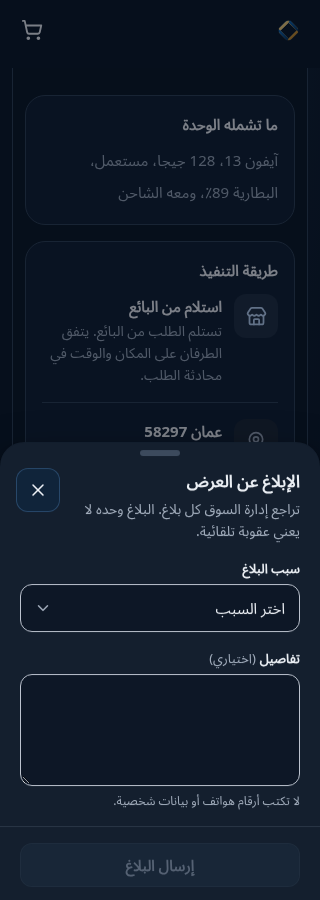 ما تشمله الوحدة
آيفون 13، 128 جيجا، مستعمل،
البطارية 89٪، ومعه الشاحن
طريقة التنفيذ
استلام من البائع
تستلم الطلب من البائع. يتفق
الطرفان على المكان والوقت في
محادثة الطلب.
عمان 58297
الإبلاغ عن العرض
تراجع إدارة السوق كل بلاغ. البلاغ وحده لا
يعني عقوبة تلقائية.
سبب البلاغ
اختر السبب
تفاصيل (اختياري)
لا تكتب أرقام هواتف أو بيانات شخصية.
إرسال البلاغ